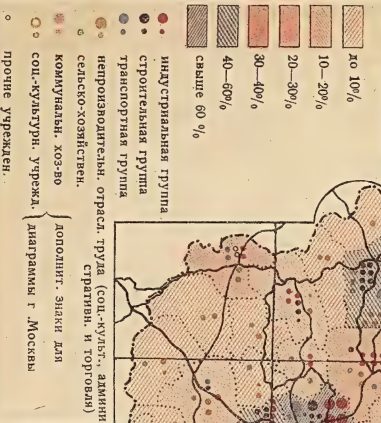 до 10%
10—20%
20—30%
30—40%
40—60%
свыше 60 %
индустриальная группа
строительная группа
транспортная группа
непроизводительн. отрасл. труда (соц.-культ., админи
стративн. и торговля)
сельско-хозяйствен.
коммунальн. хоз-во
соц.-культурн. учрежд.
дополнит. знаки для
диаграммы г .Москвы
прочие учрежден.